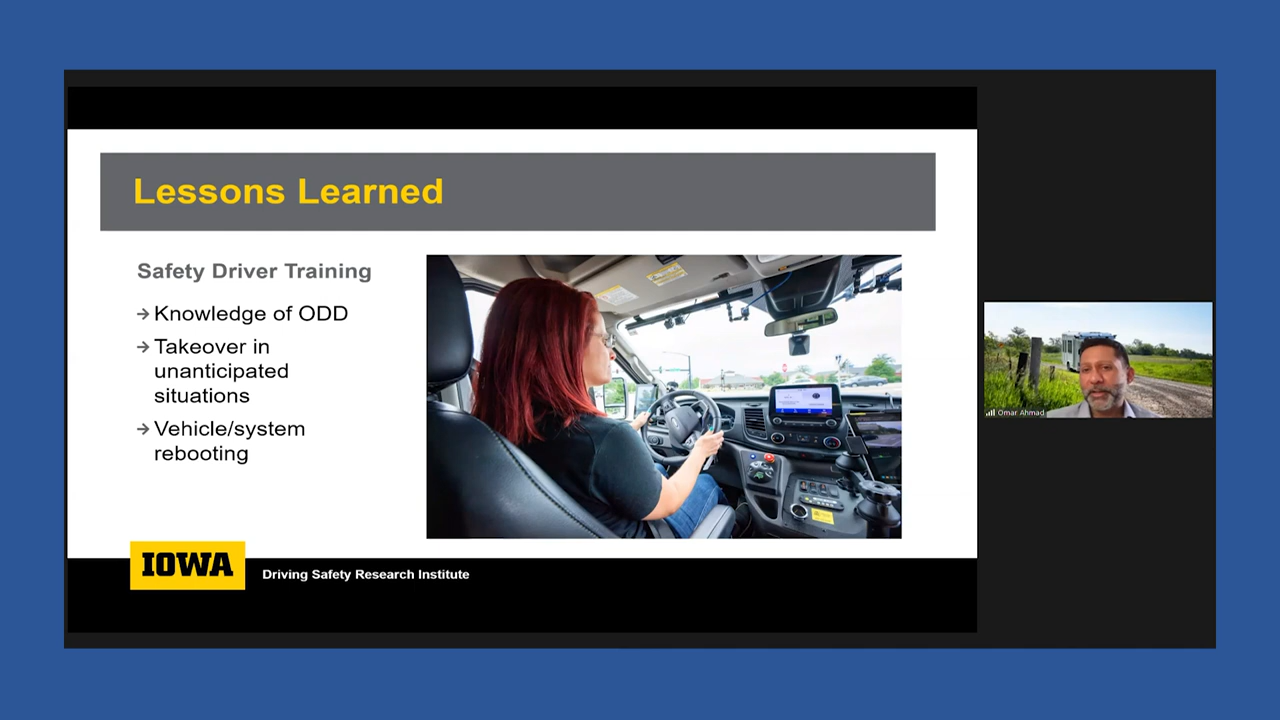 Lessons Learned
Safety Driver Training
→ Knowledge of ODD
→ Takeover in
unanticipated
situations
→ Vehicle/system
rebooting
IOWA
Driving Safety Research Institute
Omar Ahmad